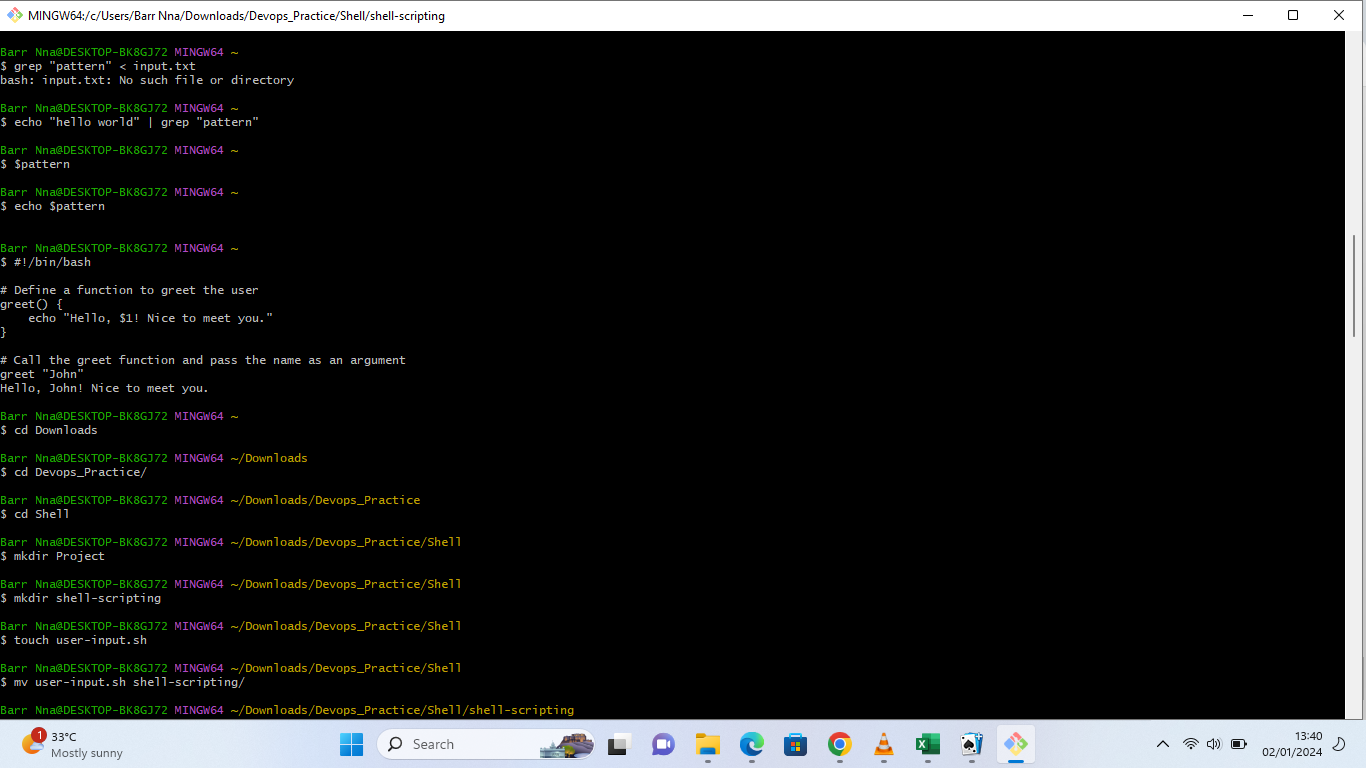 MINGW64:/c/Users/Barr Nna/Downloads/Devops_Practice/Shell/shell-scripting
Barr Nna@DESKTOP-BK8GJ72 MINGW64 ~
$ grep "pattern" < input.txt
bash: input.txt: No such file or directory
Barr Nna@DESKTOP-BK8GJ72 MINGW64 ~
$ echo "hello world" | grep "pattern"
Barr Nna@DESKTOP-BK8GJ72 MINGW64 ~
$ $pattern
Barr Nna@DESKTOP-BK8GJ72 MINGW64 ~
$ echo $pattern
Barr Nna@DESKTOP-BK8GJ72 MINGW64 ~
$ #!/bin/bash
# Define a function to greet the user
greet() {
    echo "Hello, $1! Nice to meet you."
}
# Call the greet function and pass the name as an argument
greet "John"
Hello, John! Nice to meet you.
Barr Nna@DESKTOP-BK8GJ72 MINGW64 ~
$ cd Downloads
Barr Nna@DESKTOP-BK8GJ72 MINGW64 ~/Downloads
$ cd Devops_Practice/
Barr Nna@DESKTOP-BK8GJ72 MINGW64 ~/Downloads/Devops_Practice
$ cd Shell
Barr Nna@DESKTOP-BK8GJ72 MINGW64 ~/Downloads/Devops_Practice/Shell
$ mkdir Project
Barr Nna@DESKTOP-BK8GJ72 MINGW64 ~/Downloads/Devops_Practice/Shell
$ mkdir shell-scripting
Barr Nna@DESKTOP-BK8GJ72 MINGW64 ~/Downloads/Devops_Practice/Shell
$ touch user-input.sh
Barr Nna@DESKTOP-BK8GJ72 MINGW64 ~/Downloads/Devops_Practice/Shell
$ mv user-input.sh shell-scripting/
Barr Nna@DESKTOP-BK8GJ72 MINGW64 ~/Downloads/Devops_Practice/Shell/shell-scripting
1
33°C
Mostly sunny
Search
13:40
02/01/2024